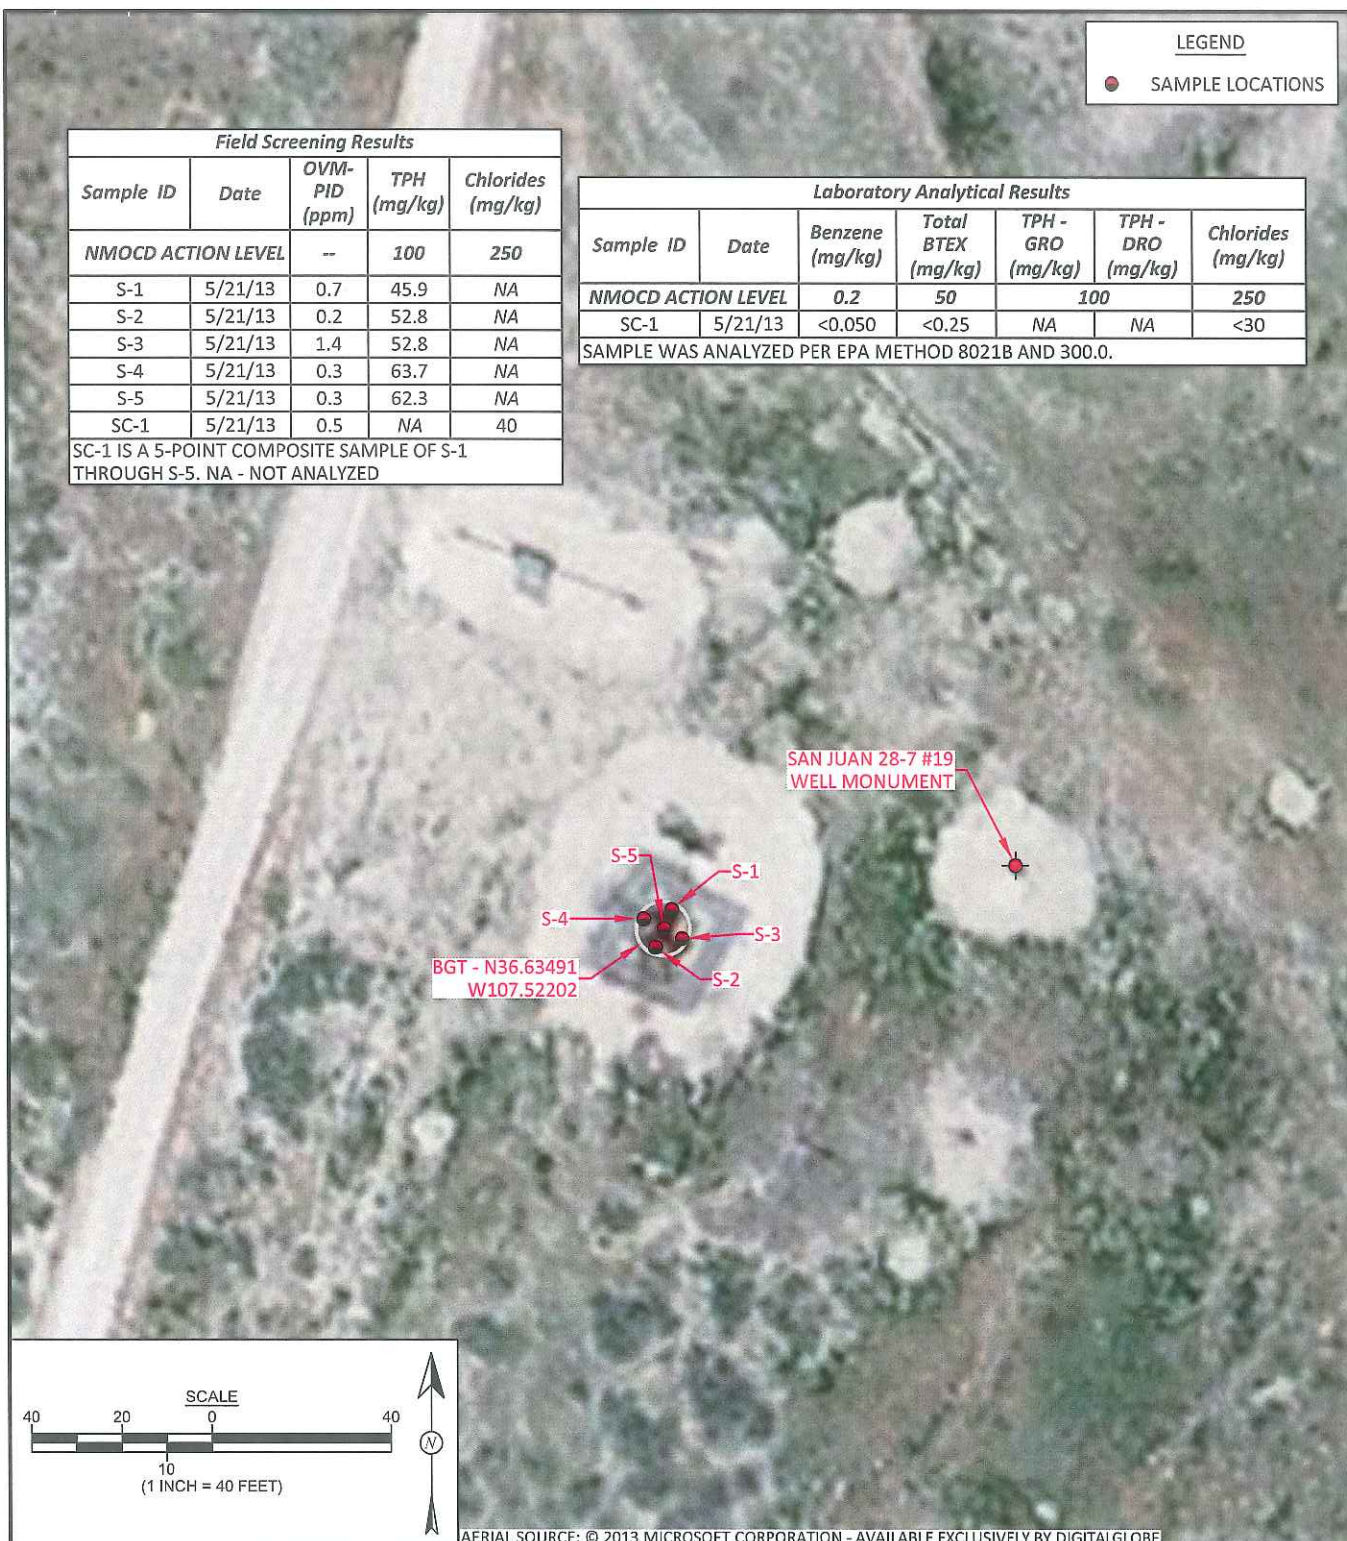 LEGEND
SAMPLE LOCATIONS
Field Screening Results
Sample ID Date OVM-PID (ppm) TPH (mg/kg) Chlorides (mg/kg)
NMOCD ACTION LEVEL -- 100 250
S-1 5/21/13 0.7 45.9 NA
S-2 5/21/13 0.2 52.8 NA
S-3 5/21/13 1.4 52.8 NA
S-4 5/21/13 0.3 63.7 NA
S-5 5/21/13 0.3 62.3 NA
SC-1 5/21/13 0.5 NA 40
SC-1 IS A 5-POINT COMPOSITE SAMPLE OF S-1
THROUGH S-5. NA - NOT ANALYZED
Laboratory Analytical Results
Sample ID Date Benzene (mg/kg) Total BTEX (mg/kg) TPH - GRO (mg/kg) TPH - DRO (mg/kg) Chlorides (mg/kg)
NMOCD ACTION LEVEL 0.2 50 100 250
SC-1 5/21/13 <0.050 <0.25 NA NA <30
SAMPLE WAS ANALYZED PER EPA METHOD 8021B AND 300.0.
SAN JUAN 28-7 #19
WELL MONUMENT
S-5
S-1
S-4
S-3
BGT - N36.63491
W107.52202
S-2
SCALE
40 20 0 40
10
(1 INCH = 40 FEET)
N
AERIAL SOURCE: © 2013 MICROSOFT CORPORATION - AVAILABLE EXCLUSIVELY BY DIGITALGLOBE